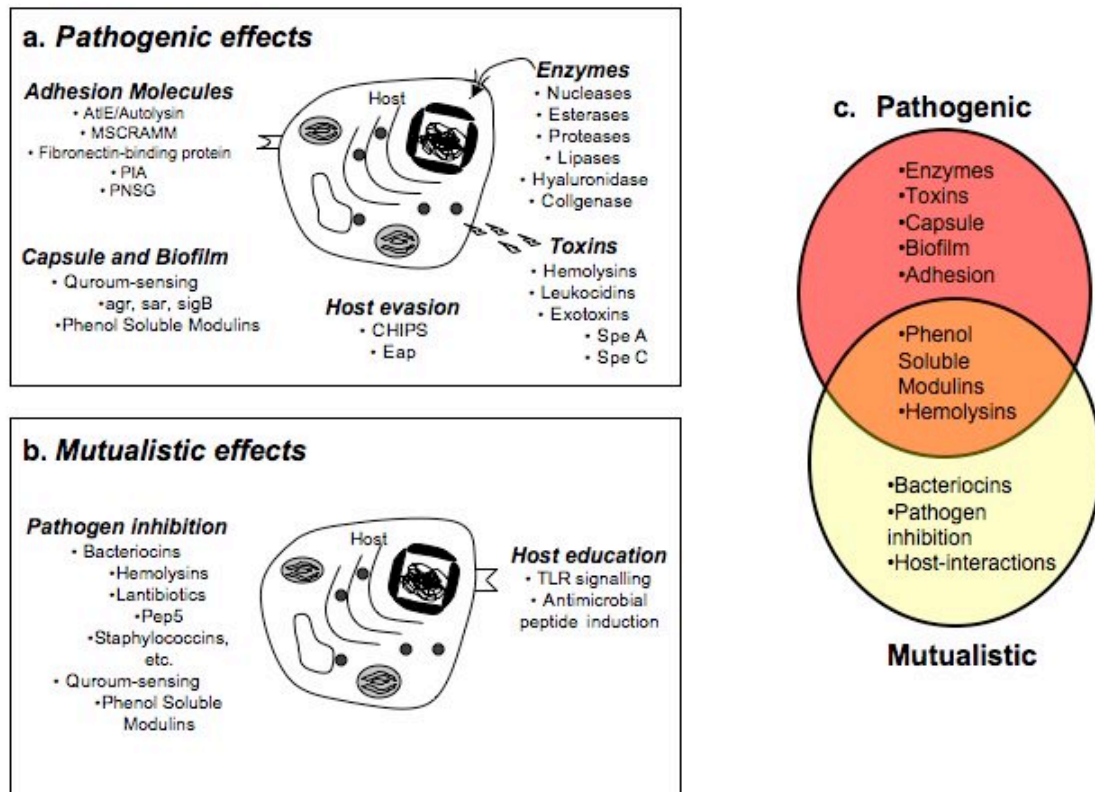 a. Pathogenic effects
Adhesion Molecules
• AtlE/Autolysin
• MSCRAMM
• Fibronectin-binding protein
• PIA
• PNSG
Capsule and Biofilm
• Quroum-sensing
•agr, sar, sigB
•Phenol Soluble Modulins
Host
Host evasion
• CHIPS
• Eap
Enzymes
• Nucleases
• Esterases
• Proteases
• Lipases
• Hyaluronidase
• Collgenase
Toxins
• Hemolysins
• Leukocidins
• Exotoxins
• Spe A
• Spe C
b. Mutualistic effects
Pathogen inhibition
• Bacteriocins
•Hemolysins
•Lantibiotics
•Pep5
•Staphylococcins,
etc.
• Quroum-sensing
•Phenol Soluble
Modulins
Host
Host education
• TLR signalling
• Antimicrobial
peptide induction
c. Pathogenic
•Enzymes
•Toxins
•Capsule
•Biofilm
•Adhesion
•Phenol
Soluble
Modulins
•Hemolysins
•Bacteriocins
•Pathogen
inhibition
•Host-interactions
Mutualistic